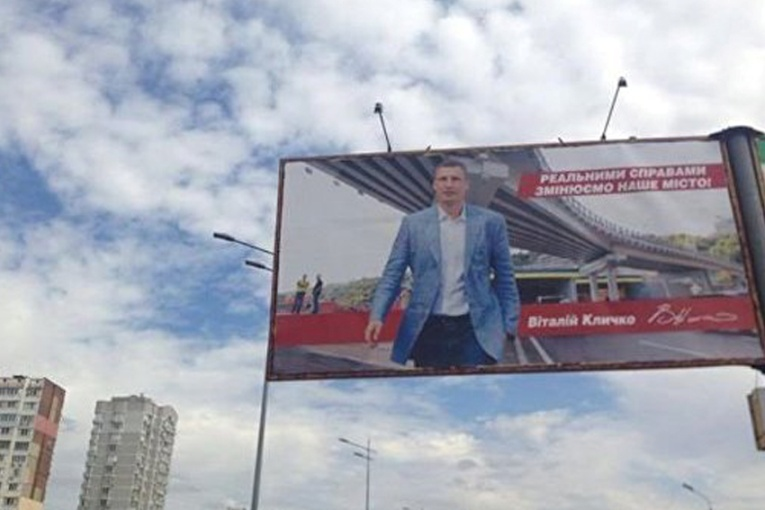 РЕАЛЬНИМИ СПРАВАМИ
ЗМІНЮЄМО НАШЕ МІСТО!
Віталій Кличко